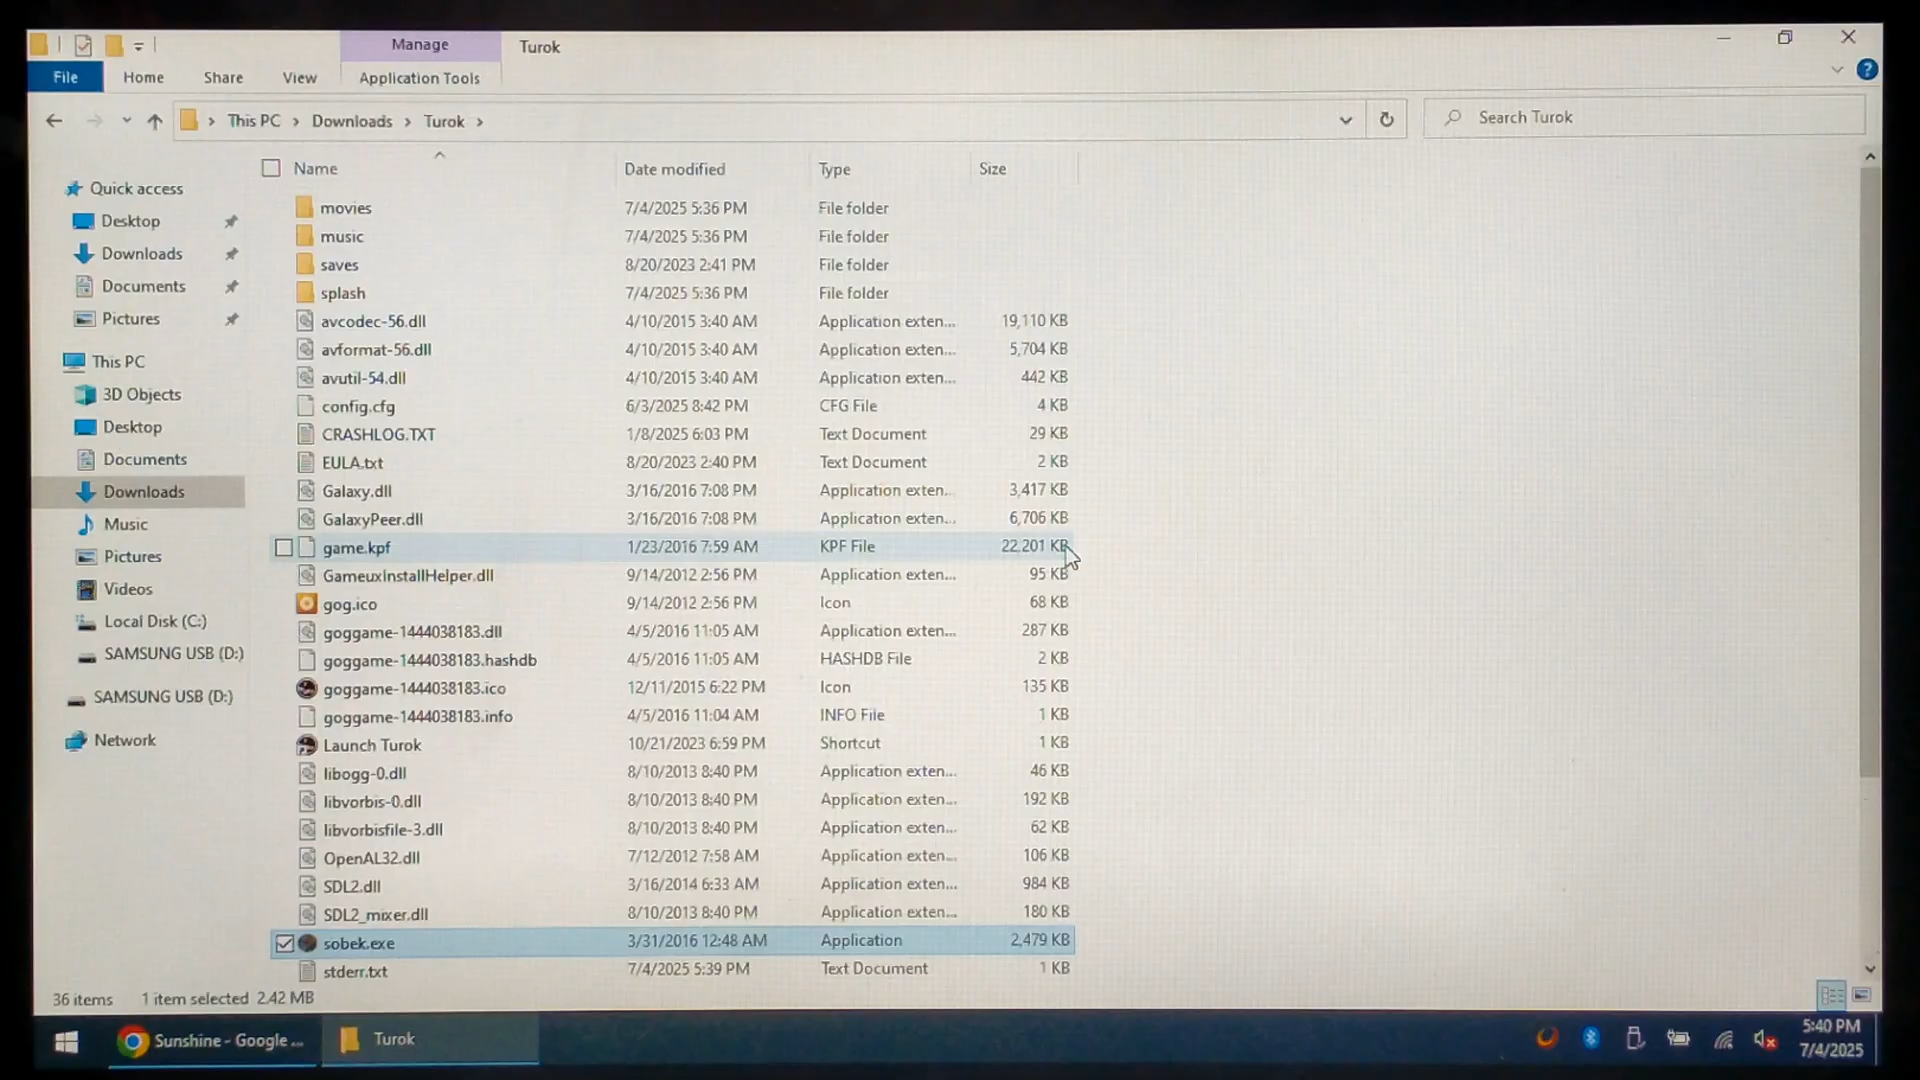 Manage
Turok
File
Home
Share
View
Application Tools
This PC
Downloads
Turok
Search Turok
Name
Date modified
Type
Size
Quick access
Desktop
Downloads
Documents
Pictures
This PC
3D Objects
Desktop
Documents
Downloads
Music
Pictures
Videos
Local Disk (C:)
SAMSUNG USB (D:)
SAMSUNG USB (D:)
Network
movies 7/4/2025 5:36 PM File folder
music 7/4/2025 5:36 PM File folder
saves 8/20/2023 2:41 PM File folder
splash 7/4/2025 5:36 PM File folder
avcodec-56.dll 4/10/2015 3:40 AM Application exten... 19,110 KB
avformat-56.dll 4/10/2015 3:40 AM Application exten... 5,704 KB
avutil-54.dll 4/10/2015 3:40 AM Application exten... 442 KB
config.cfg 6/3/2025 8:42 PM CFG File 4 KB
CRASHLOG.TXT 1/8/2025 6:03 PM Text Document 29 KB
EULA.txt 8/20/2023 2:40 PM Text Document 2 KB
Galaxy.dll 3/16/2016 7:08 PM Application exten... 3,417 KB
GalaxyPeer.dll 3/16/2016 7:08 PM Application exten... 6,706 KB
game.kpf 1/23/2016 7:59 AM KPF File 22,201 KB
GameuxInstallHelper.dll 9/14/2012 2:56 PM Application exten... 95 KB
gog.ico 9/14/2012 2:56 PM Icon 68 KB
goggame-1444038183.dll 4/5/2016 11:05 AM Application exten... 287 KB
goggame-1444038183.hashdb 4/5/2016 11:05 AM HASHDB File 2 KB
goggame-1444038183.ico 12/11/2015 6:22 PM Icon 135 KB
goggame-1444038183.info 4/5/2016 11:04 AM INFO File 1 KB
Launch Turok 10/21/2023 6:59 PM Shortcut 1 KB
libogg-0.dll 8/10/2013 8:40 PM Application exten... 46 KB
libvorbis-0.dll 8/10/2013 8:40 PM Application exten... 192 KB
libvorbisfile-3.dll 8/10/2013 8:40 PM Application exten... 62 KB
OpenAL32.dll 7/12/2012 7:58 AM Application exten... 106 KB
SDL2.dll 3/16/2014 6:33 AM Application exten... 984 KB
SDL2_mixer.dll 8/10/2013 8:40 PM Application exten... 180 KB
sobek.exe 3/31/2016 12:48 AM Application 2,479 KB
stderr.txt 7/4/2025 5:39 PM Text Document 1 KB
36 items 1 item selected 2.42 MB
Sunshine - Google ...
Turok
5:40 PM
7/4/2025